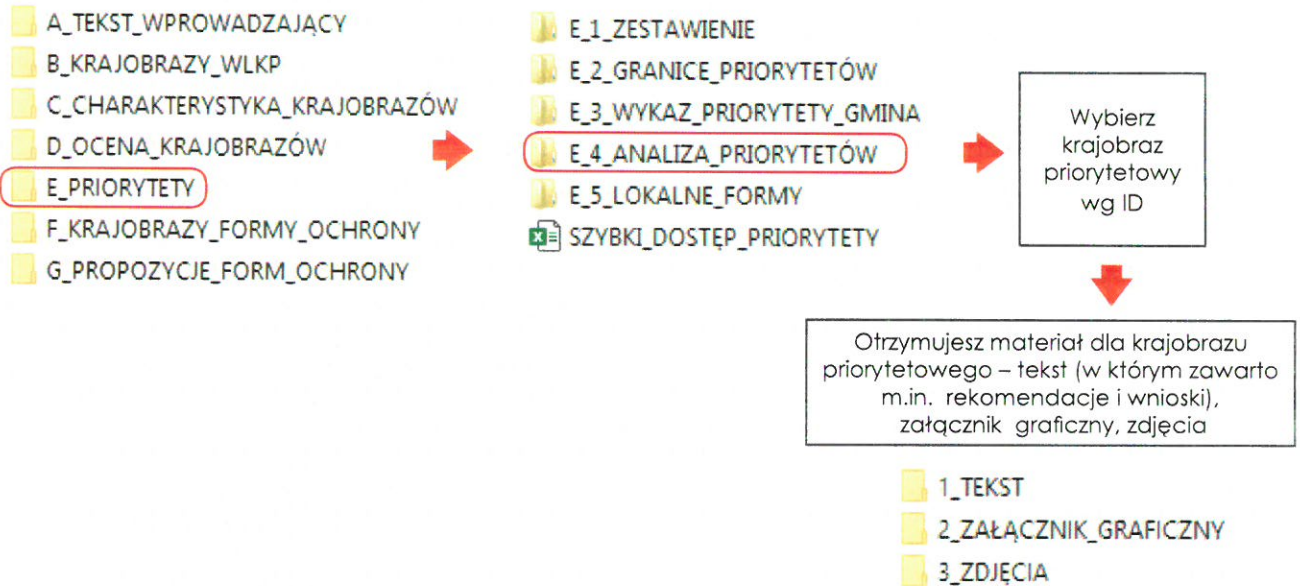 A_TEKST_WPROWADZAJĄCY
B_KRAJOBRAZY_WLKP
C_CHARAKTERYSTYKA_KRAJOBRAZÓW
D_OCENA_KRAJOBRAZÓW
E_PRIORYTETY
F_KRAJOBRAZY_FORMY_OCHRONY
G_PROPOZYCJE_FORM_OCHRONY
E_1_ZESTAWIENIE
E_2_GRANICE_PRIORYTETÓW
E_3_WYKAZ_PRIORYTETY_GMINA
E_4_ANALIZA_PRIORYTETÓW
E_5_LOKALNE_FORMY
SZYBKI_DOSTĘP_PRIORYTETY
Wybierz
krajobraz
priorytetowy
wg ID
Otrzymujesz materiał dla krajobrazu
priorytetowego – tekst (w którym zawarto
m.in. rekomendacje i wnioski),
załącznik graficzny, zdjęcia
1_TEKST
2_ZAŁĄCZNIK_GRAFICZNY
3_ZDJĘCIA